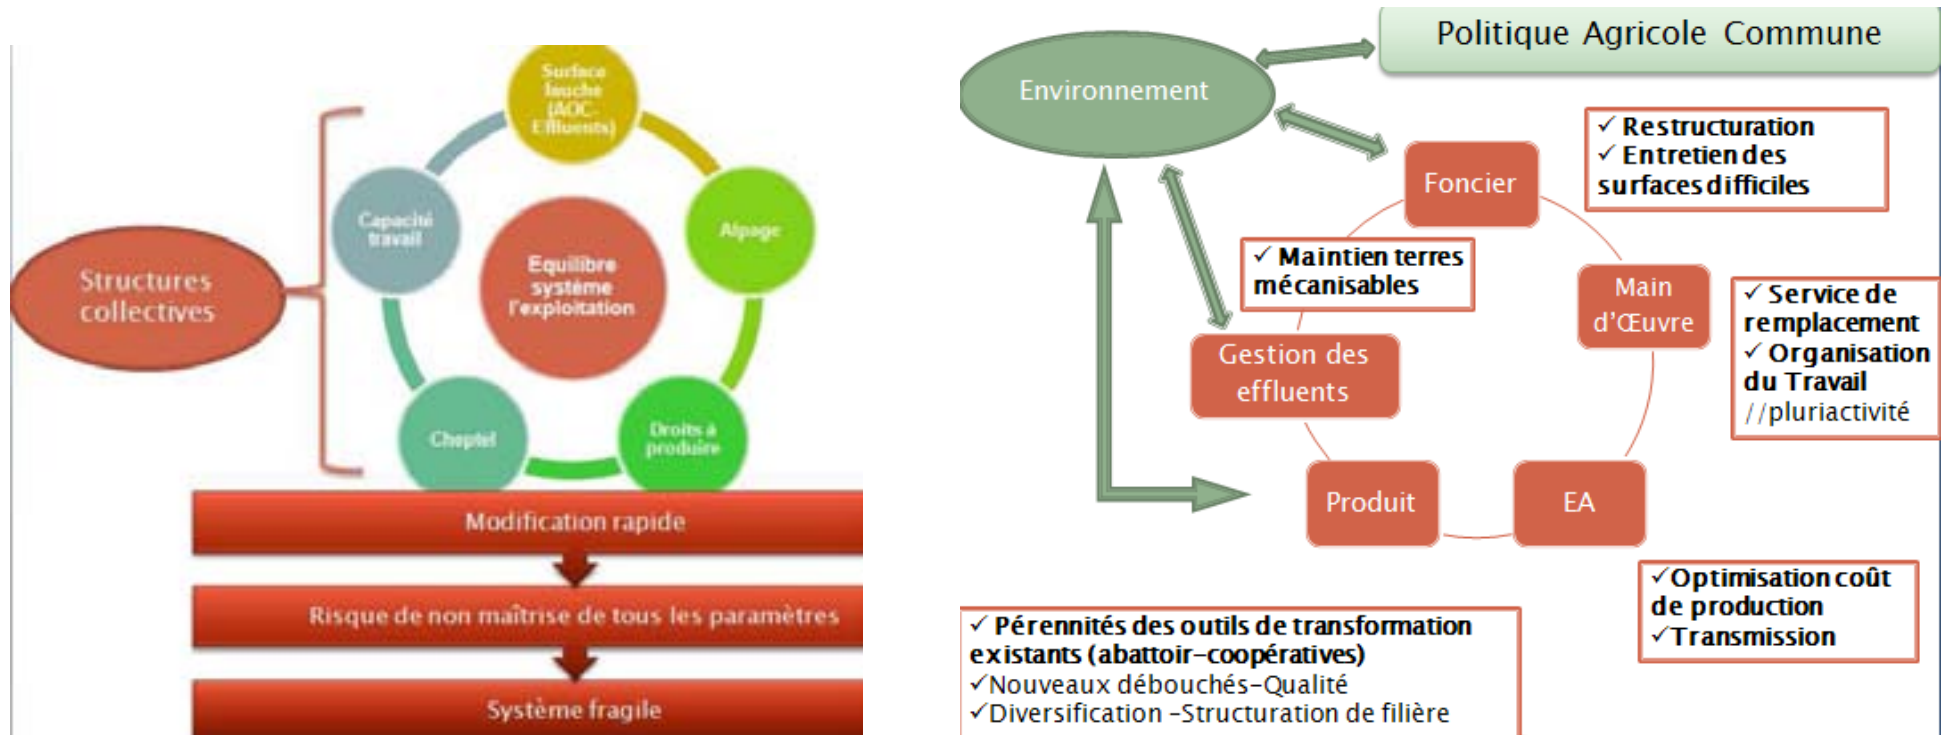 Surface
fauche
(AOC-
Effluents)
Capacité
travail
Alpage
Equilibre
système
l'exploitation
Structures
collectives
Cheptel
Droits à
produire
Modification rapide
Risque de non maîtrise de tous les paramètres
Système fragile
Politique Agricole Commune
Environnement
✓ Restructuration
✓ Entretien des
surfaces difficiles
Foncier
✓ Maintien terres
mécanisables
Main
d'Œuvre
✓ Service de
remplacement
✓ Organisation
du Travail
//pluriactivité
Gestion des
effluents
Produit
EA
✓Optimisation coût
de production
✓Transmission
✓ Pérennités des outils de transformation
existants (abattoir-coopératives)
✓Nouveaux débouchés-Qualité
✓Diversification -Structuration de filière